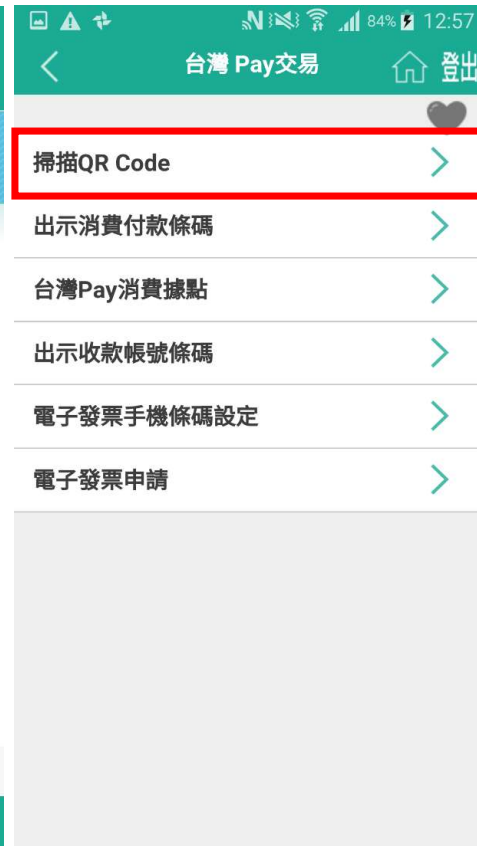 84% 12:57
台灣 Pay交易 登出
掃描QR Code
出示消費付款條碼
台灣Pay消費據點
出示收款帳號條碼
電子發票手機條碼設定
電子發票申請